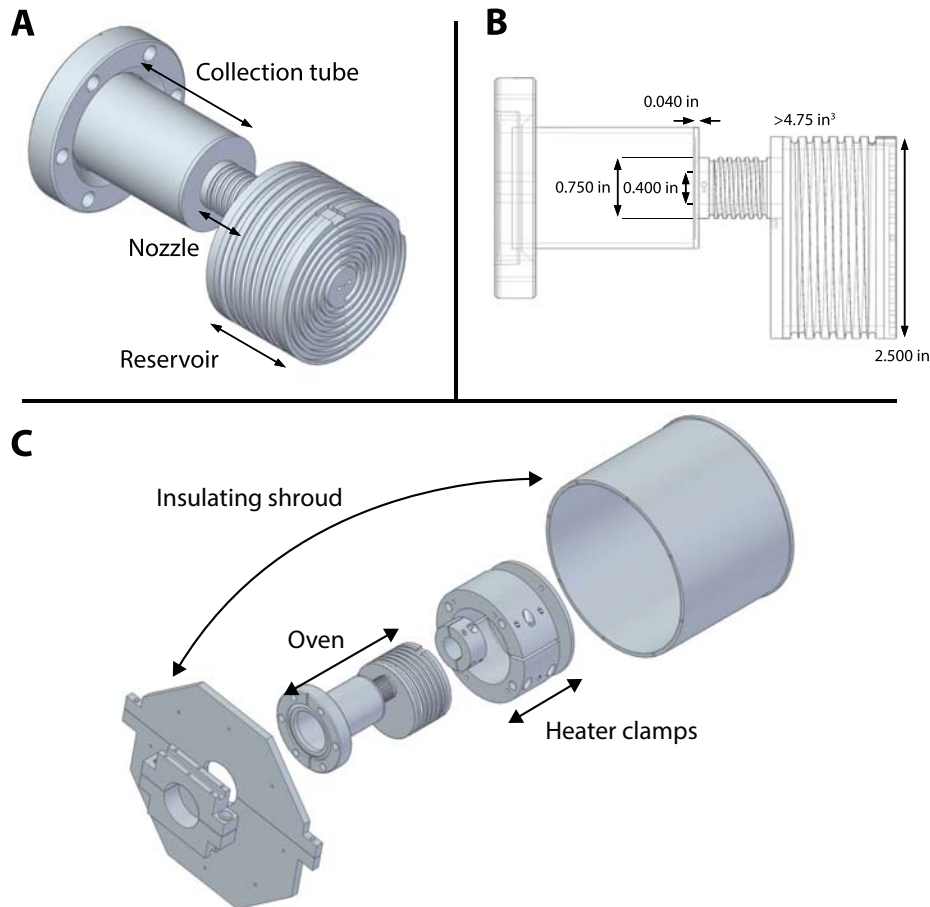 A
Collection tube
Nozzle
Reservoir
B
0.040 in
>4.75 in³
0.750 in
0.400 in
2.500 in
C
Insulating shroud
Oven
Heater clamps